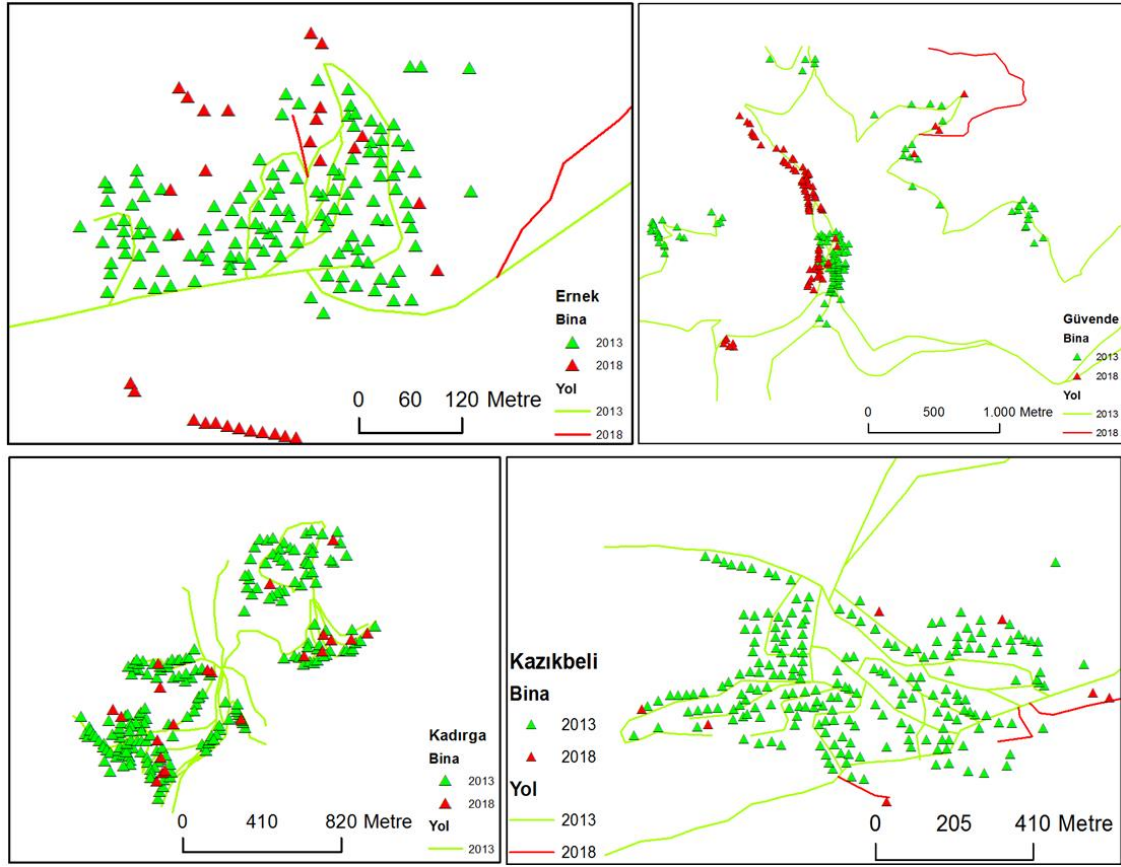 Ernek
Bina
2013
2018
Yol
2013
2018
0 60 120 Metre
Güvende
Bina
2013
2018
Yol
2013
2018
0 500 1.000 Metre
Kadırga
Bina
2013
2018
Yol
2013
0 410 820 Metre
Kazıkbeli
Bina
2013
2018
Yol
2013
2018
0 205 410 Metre